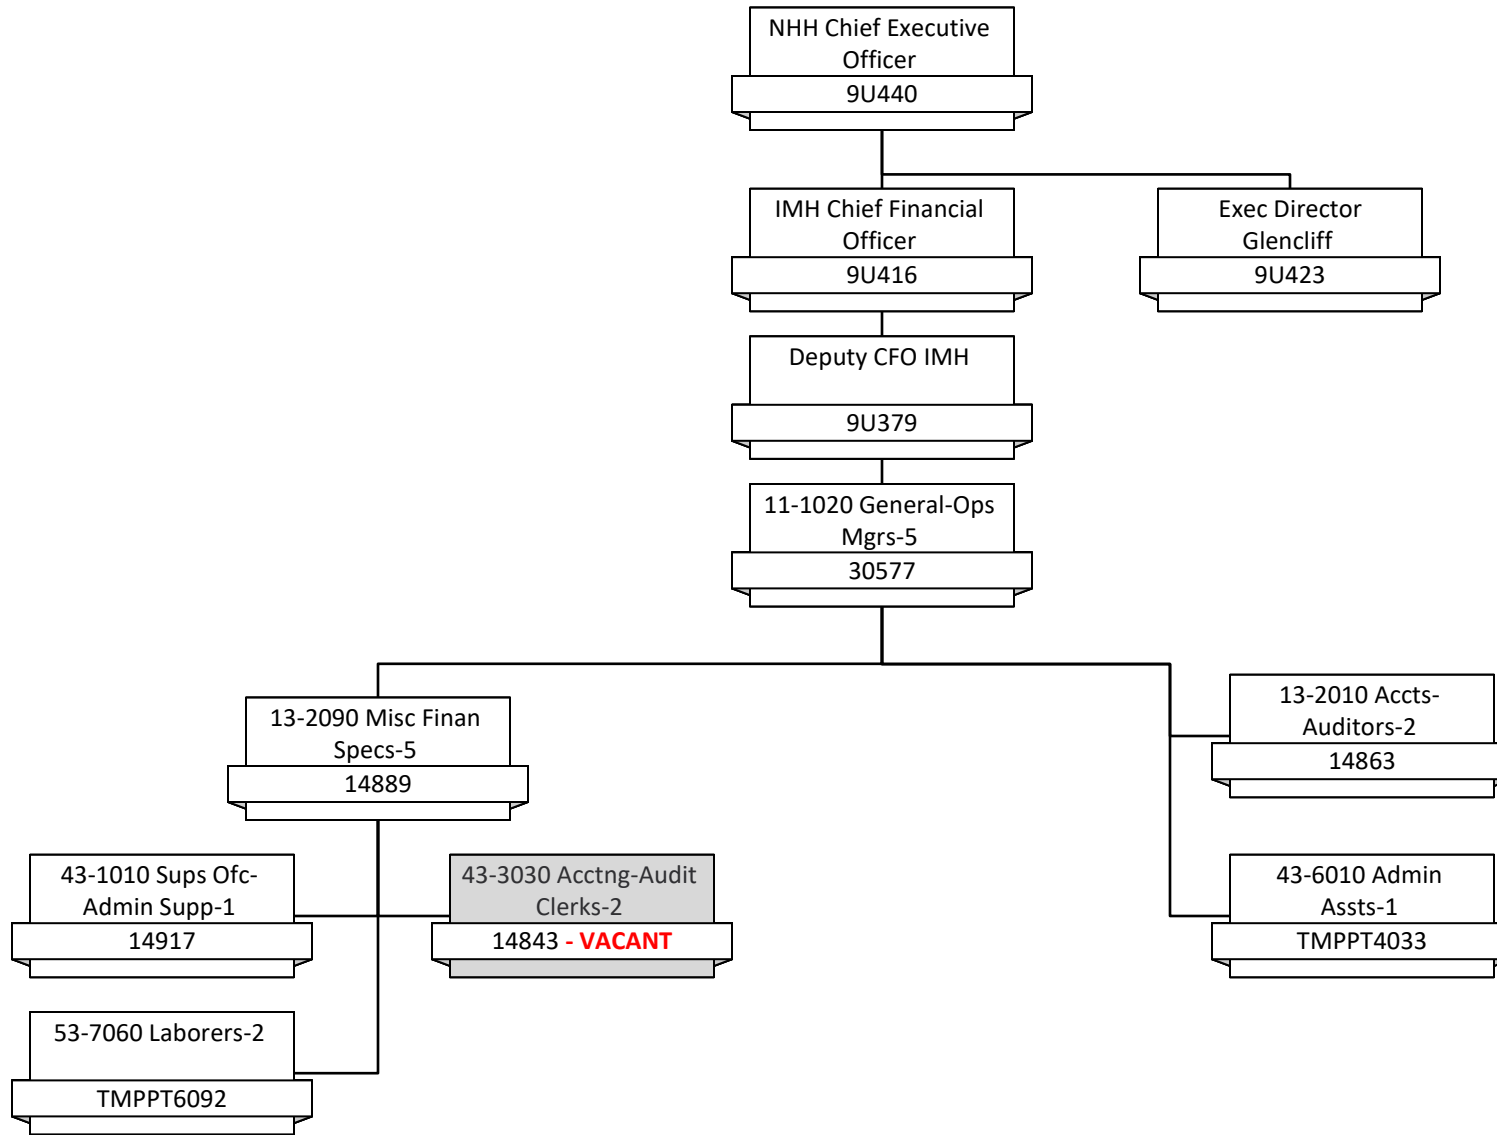 NHH Chief Executive
Officer
9U440
IMH Chief Financial
Officer
9U416
Exec Director
Glencliff
9U423
Deputy CFO IMH
9U379
11-1020 General-Ops
Mgrs-5
30577
13-2090 Misc Finan
Specs-5
14889
13-2010 Accts-
Auditors-2
14863
43-1010 Sups Ofc-
Admin Supp-1
14917
43-3030 Acctng-Audit
Clerks-2
14843 - VACANT
43-6010 Admin
Assts-1
TMPPT4033
53-7060 Laborers-2
TMPPT6092